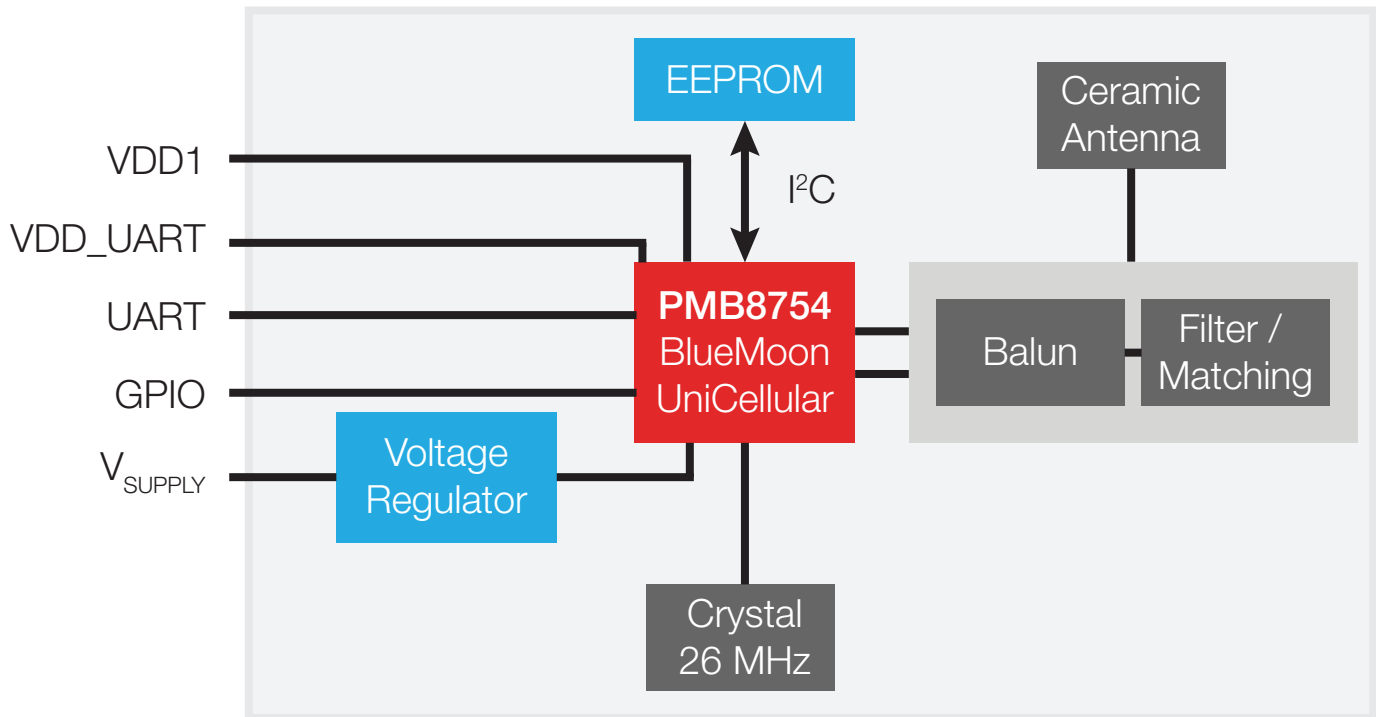 EEPROM
Ceramic
Antenna
VDD1
I²C
VDD_UART
UART
PMB8754
BlueMoon
UniCellular
Balun
Filter /
Matching
GPIO
V_SUPPLY
Voltage
Regulator
Crystal
26 MHz